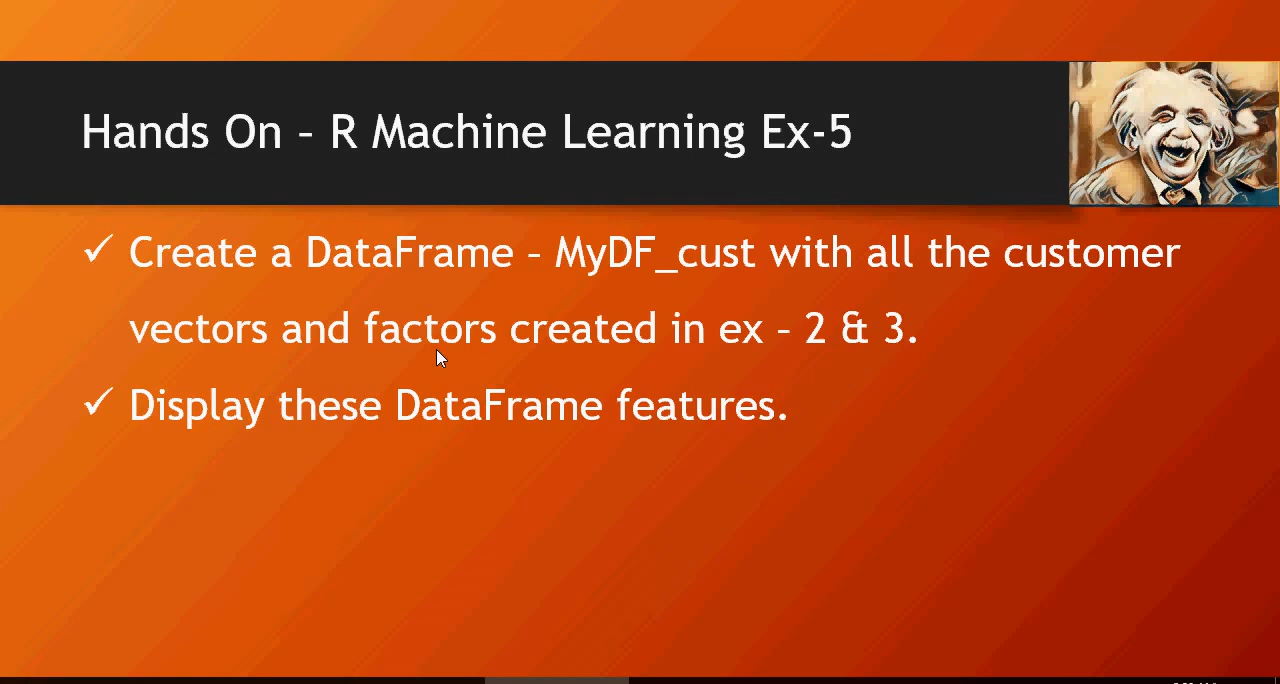 Hands On – R Machine Learning Ex-5
✓ Create a DataFrame – MyDF_cust with all the customer
vectors and factors created in ex – 2 & 3.
✓ Display these DataFrame features.